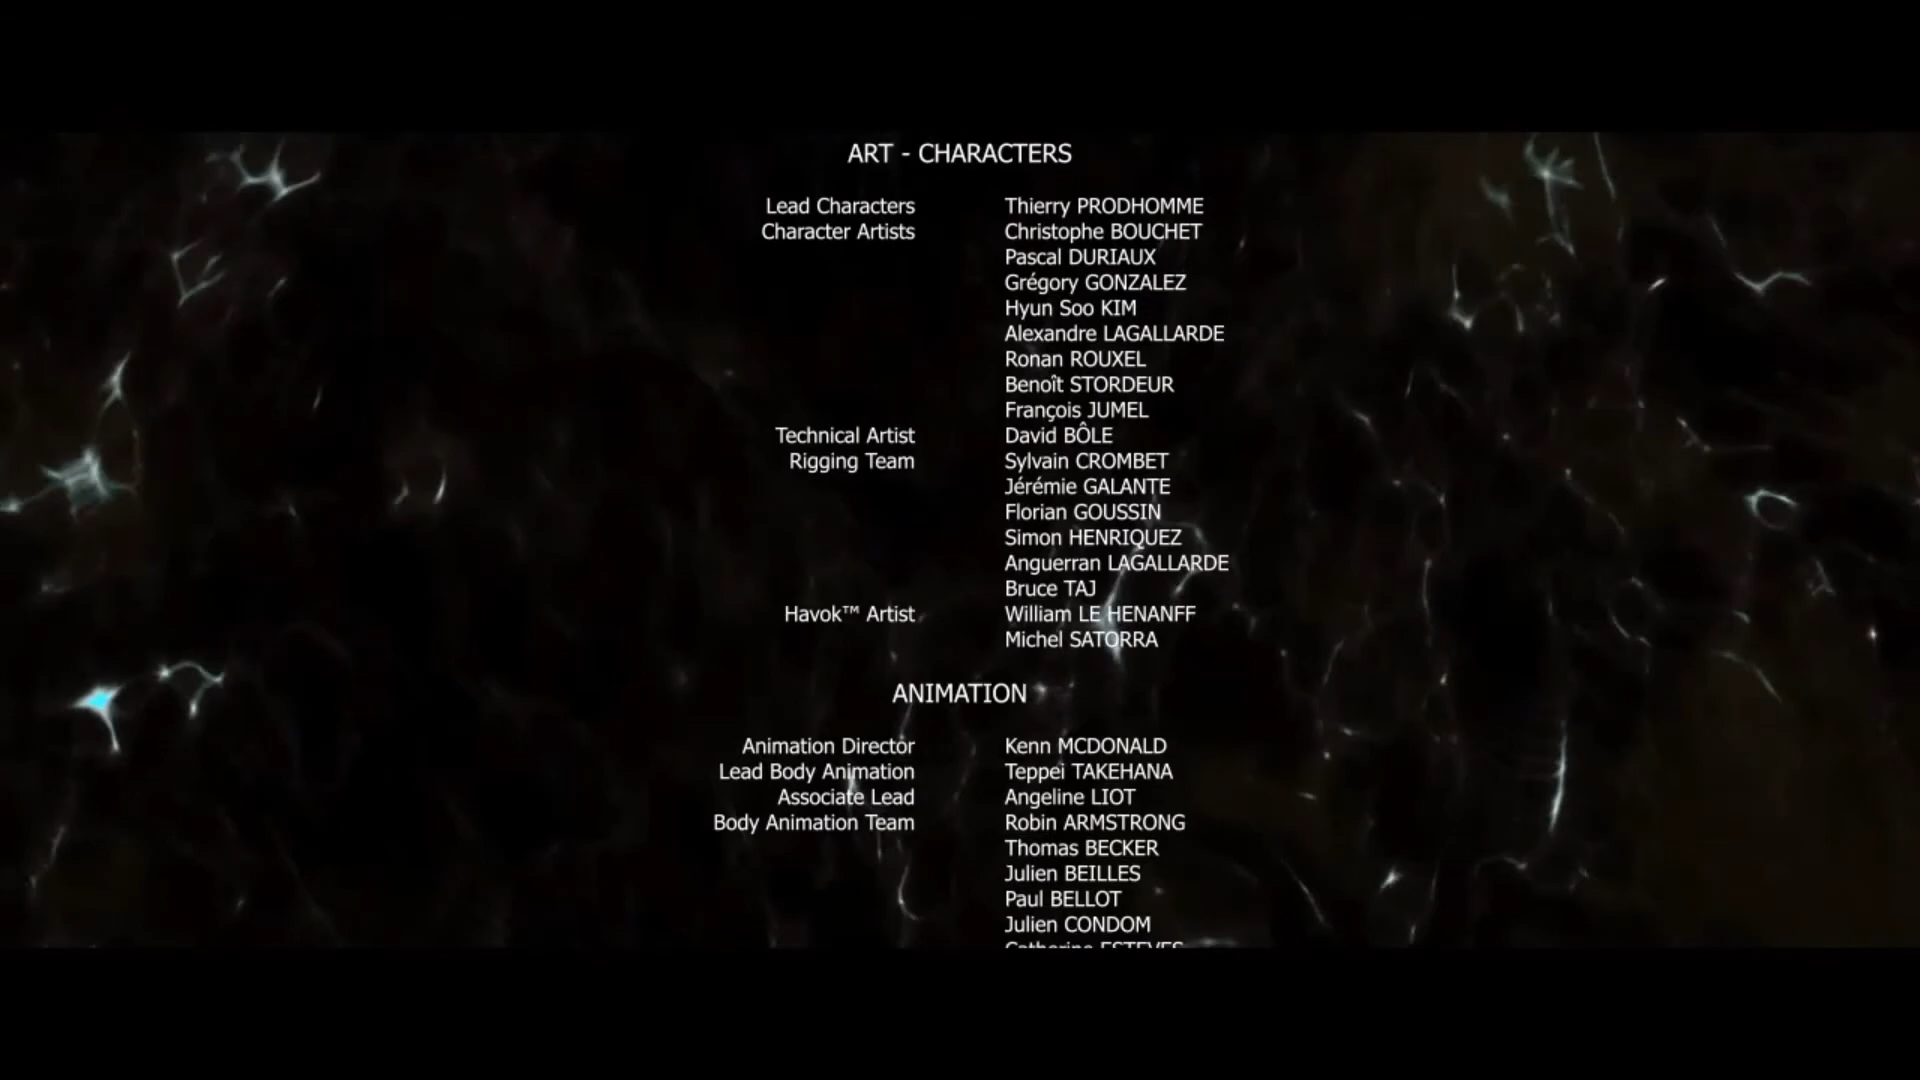 ART - CHARACTERS
Lead Characters Thierry PRODHOMME
Character Artists Christophe BOUCHET
Pascal DURIAUX
Grégory GONZALEZ
Hyun Soo KIM
Alexandre LAGALLARDE
Ronan ROUXEL
Benoît STORDEUR
François JUMEL
Technical Artist David BÔLE
Rigging Team Sylvain CROMBET
Jérémie GALANTE
Florian GOUSSIN
Simon HENRIQUEZ
Anguerran LAGALLARDE
Bruce TAJ
Havok™ Artist William LE HENANFF
Michel SATORRA
ANIMATION
Animation Director Kenn MCDONALD
Lead Body Animation Teppei TAKEHANA
Associate Lead Angeline LIOT
Body Animation Team Robin ARMSTRONG
Thomas BECKER
Julien BEILLES
Paul BELLOT
Julien CONDOM
Catherine ESTEVES